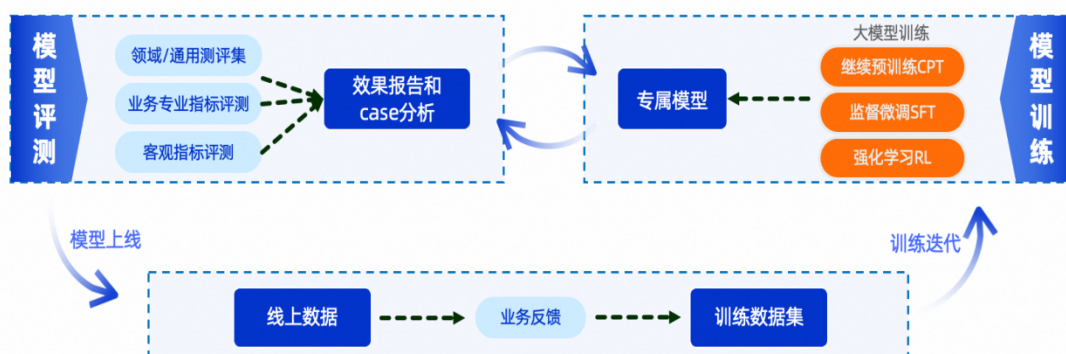 模型评测
领域/通用测评集
业务专业指标评测
客观指标评测
效果报告和
case分析
专属模型
大模型训练
继续预训练CPT
监督微调SFT
强化学习RL
模型训练
模型上线
训练迭代
线上数据
业务反馈
训练数据集